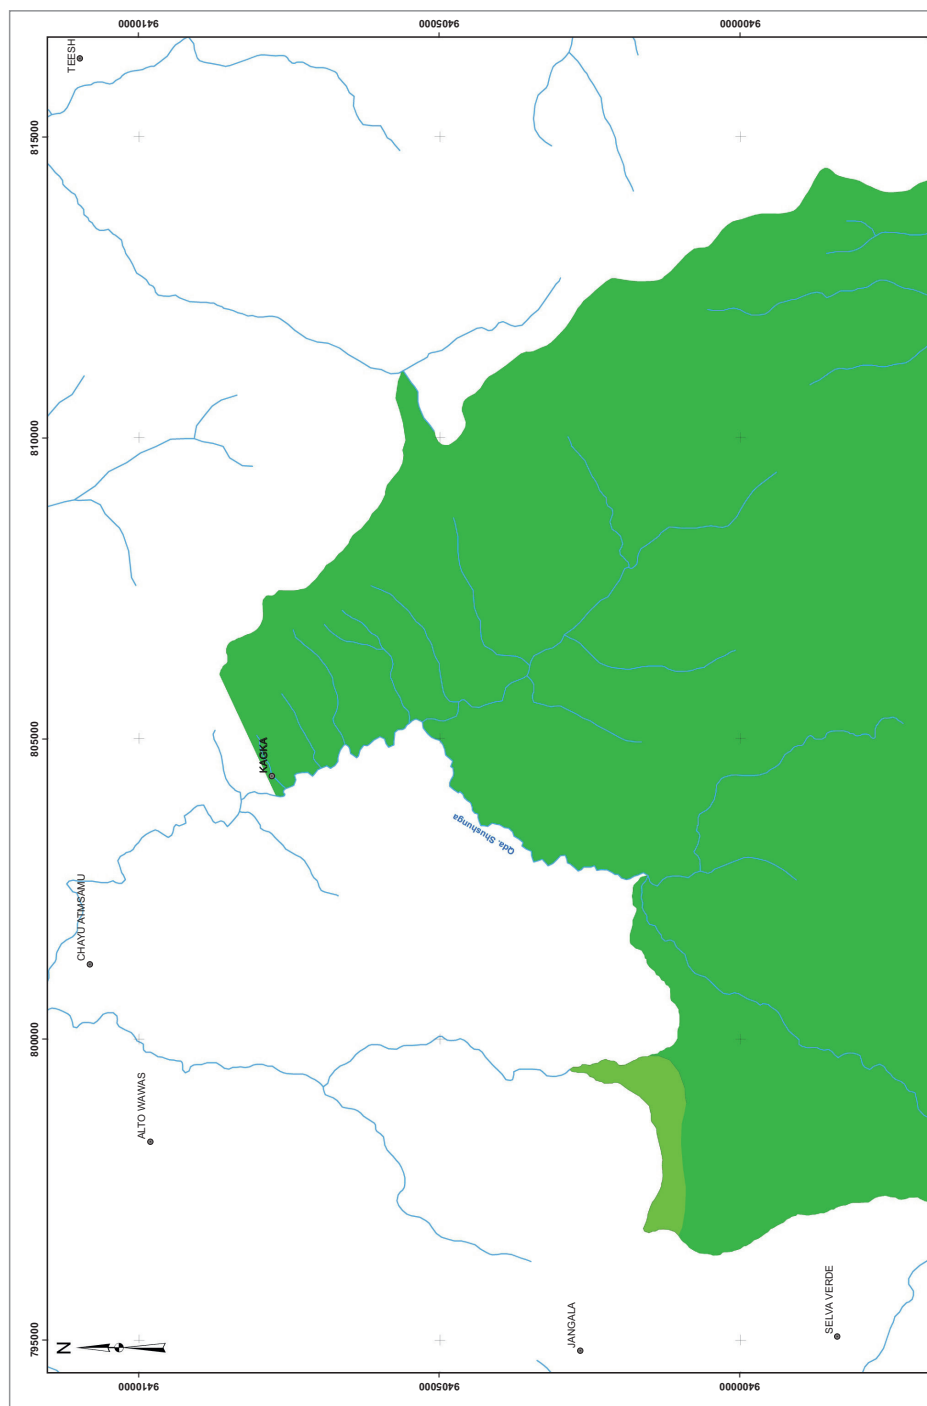 9410000
9405000
9400000
TEESH
815000
810000
KAGKA
805000
Qda. Shushunga
CHAYU ATMSAMU
800000
ALTO WAWAS
SELVA VERDE
JANGALA
N
795000
9410000
9405000
9400000